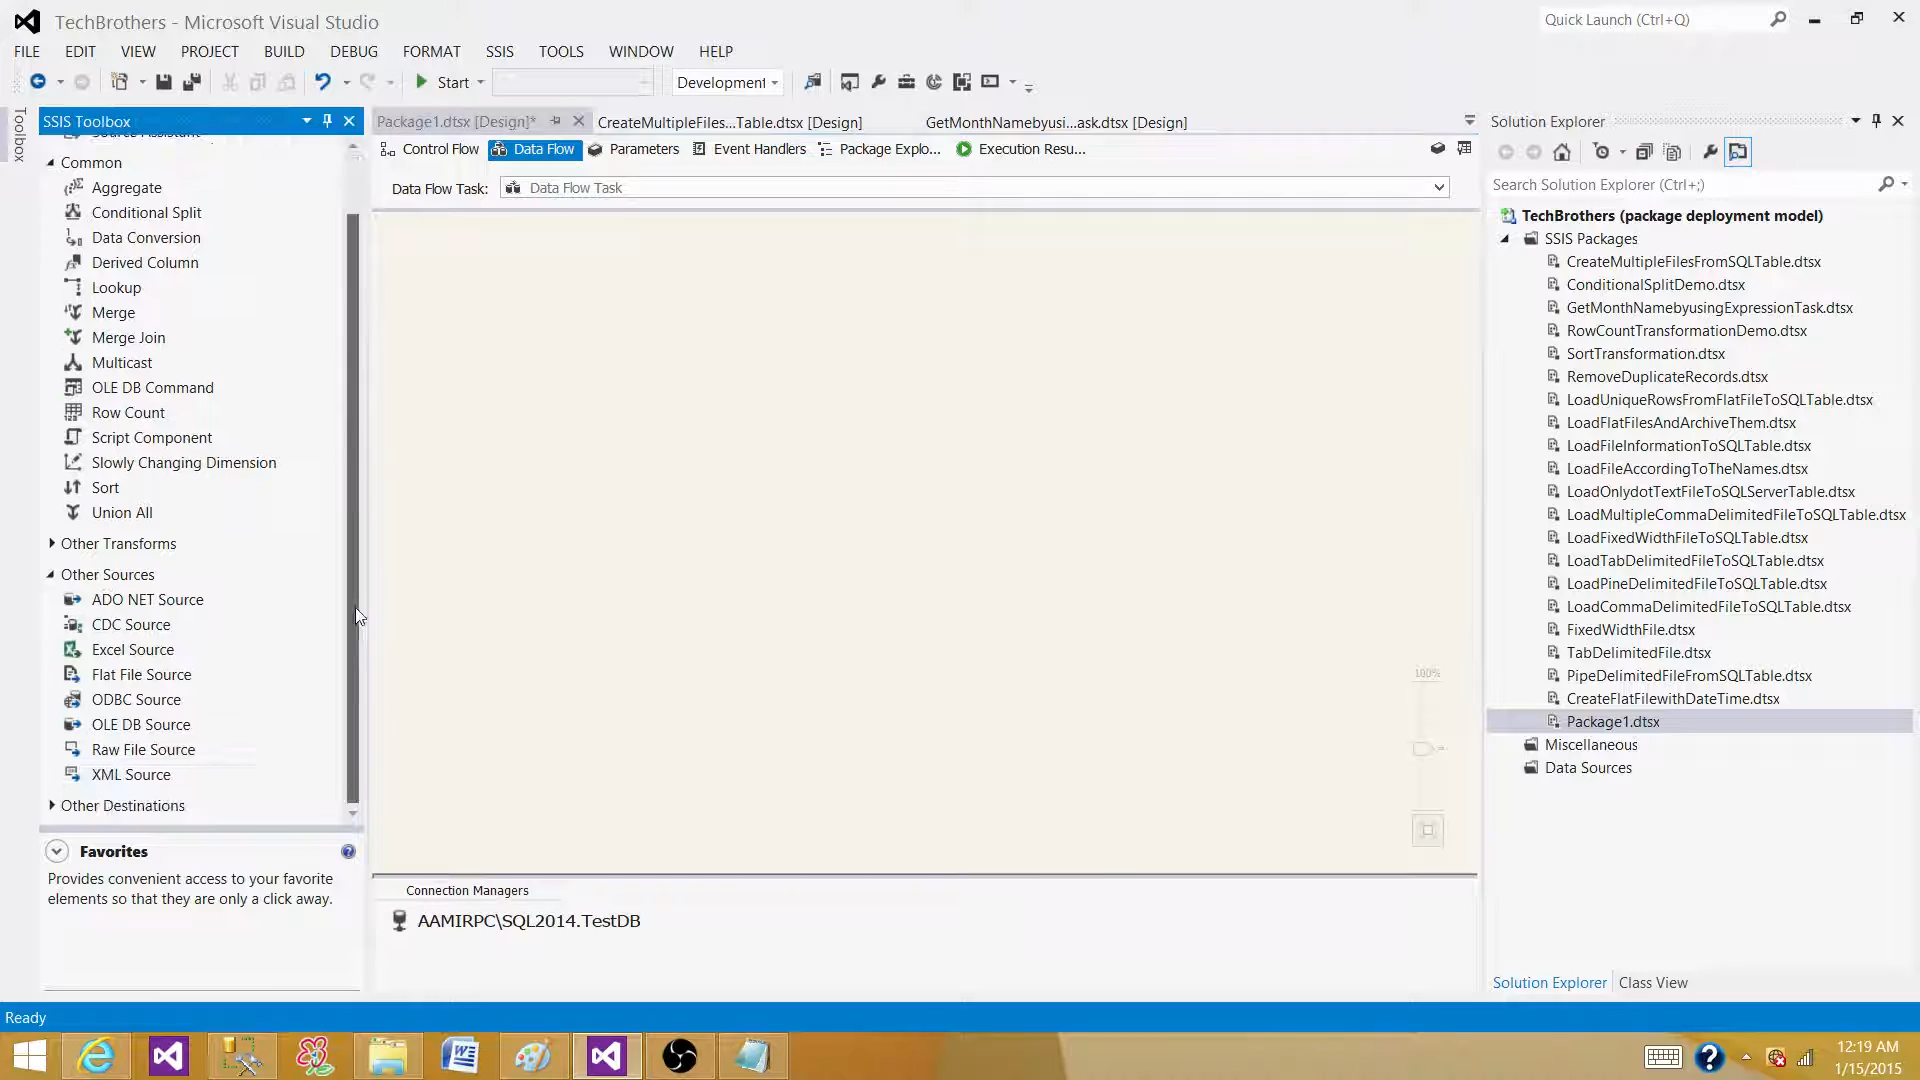 TechBrothers - Microsoft Visual Studio
Quick Launch (Ctrl+Q)
FILE EDIT VIEW PROJECT BUILD DEBUG FORMAT SSIS TOOLS WINDOW HELP
Start
Development
Toolbox
SSIS Toolbox
Source Assistant
Common
Aggregate
Conditional Split
Data Conversion
Derived Column
Lookup
Merge
Merge Join
Multicast
OLE DB Command
Row Count
Script Component
Slowly Changing Dimension
Sort
Union All
Other Transforms
Other Sources
ADO NET Source
CDC Source
Excel Source
Flat File Source
ODBC Source
OLE DB Source
Raw File Source
XML Source
Other Destinations
Favorites
Provides convenient access to your favorite
elements so that they are only a click away.
Package1.dtsx [Design]*
CreateMultipleFiles...Table.dtsx [Design]
GetMonthNamebyusi...ask.dtsx [Design]
Control Flow
Data Flow
Parameters
Event Handlers
Package Explo...
Execution Resu...
Data Flow Task:
Data Flow Task
100%
Connection Managers
AAMIRPC\SQL2014.TestDB
Solution Explorer
Search Solution Explorer (Ctrl+;)
TechBrothers (package deployment model)
SSIS Packages
CreateMultipleFilesFromSQLTable.dtsx
ConditionalSplitDemo.dtsx
GetMonthNamebyusingExpressionTask.dtsx
RowCountTransformationDemo.dtsx
SortTransformation.dtsx
RemoveDuplicateRecords.dtsx
LoadUniqueRowsFromFlatFileToSQLTable.dtsx
LoadFlatFilesAndArchiveThem.dtsx
LoadFileInformationToSQLTable.dtsx
LoadFileAccordingToTheNames.dtsx
LoadOnlydotTextFileToSQLServerTable.dtsx
LoadMultipleCommaDelimitedFileToSQLTable.dtsx
LoadFixedWidthFileToSQLTable.dtsx
LoadTabDelimitedFileToSQLTable.dtsx
LoadPineDelimitedFileToSQLTable.dtsx
LoadCommaDelimitedFileToSQLTable.dtsx
FixedWidthFile.dtsx
TabDelimitedFile.dtsx
PipeDelimitedFileFromSQLTable.dtsx
CreateFlatFilewithDateTime.dtsx
Package1.dtsx
Miscellaneous
Data Sources
Solution Explorer
Class View
Ready
12:19 AM
1/15/2015